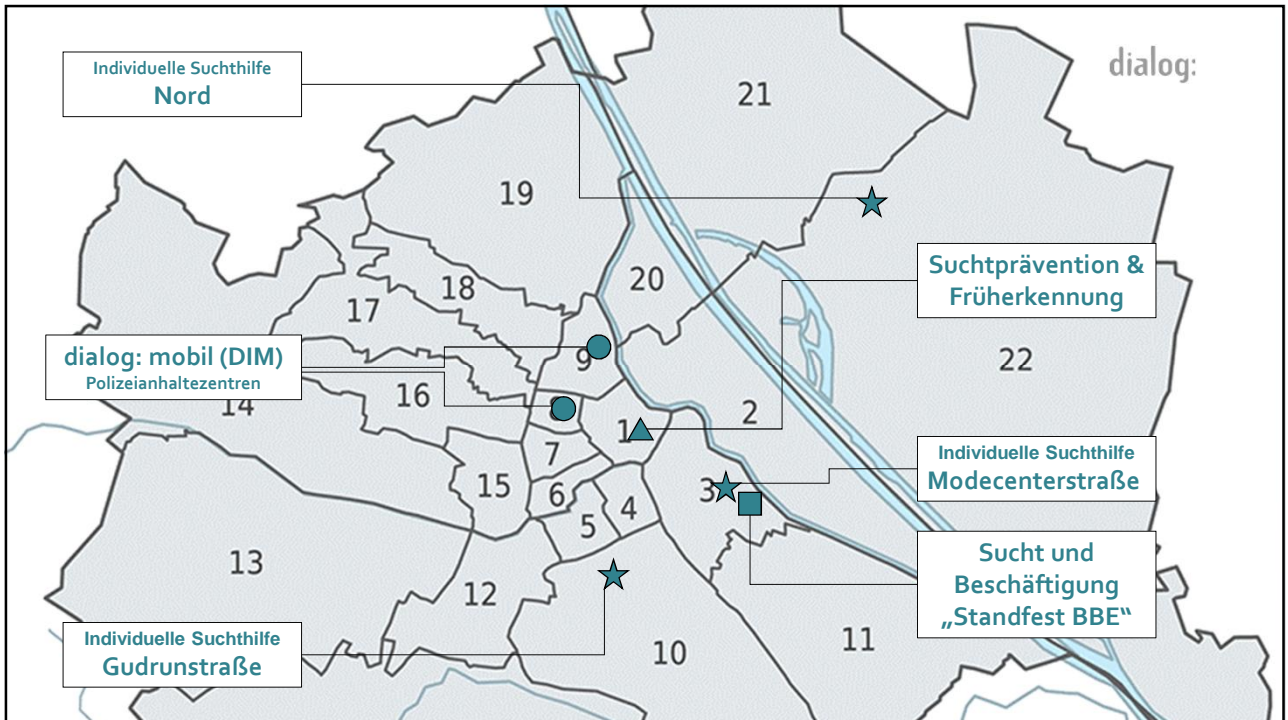 dialog:
Individuelle Suchthilfe
Nord
21
19
Suchtprävention &
Früherkennung
20
18
17
dialog: mobil (DIM)
Polizeianhaltezentren
9
22
16
14
2
1
7
Individuelle Suchthilfe
Modecenterstraße
15
6
3
4
5
Sucht und
Beschäftigung
„Standfest BBE“
13
12
Individuelle Suchthilfe
Gudrunstraße
10
11